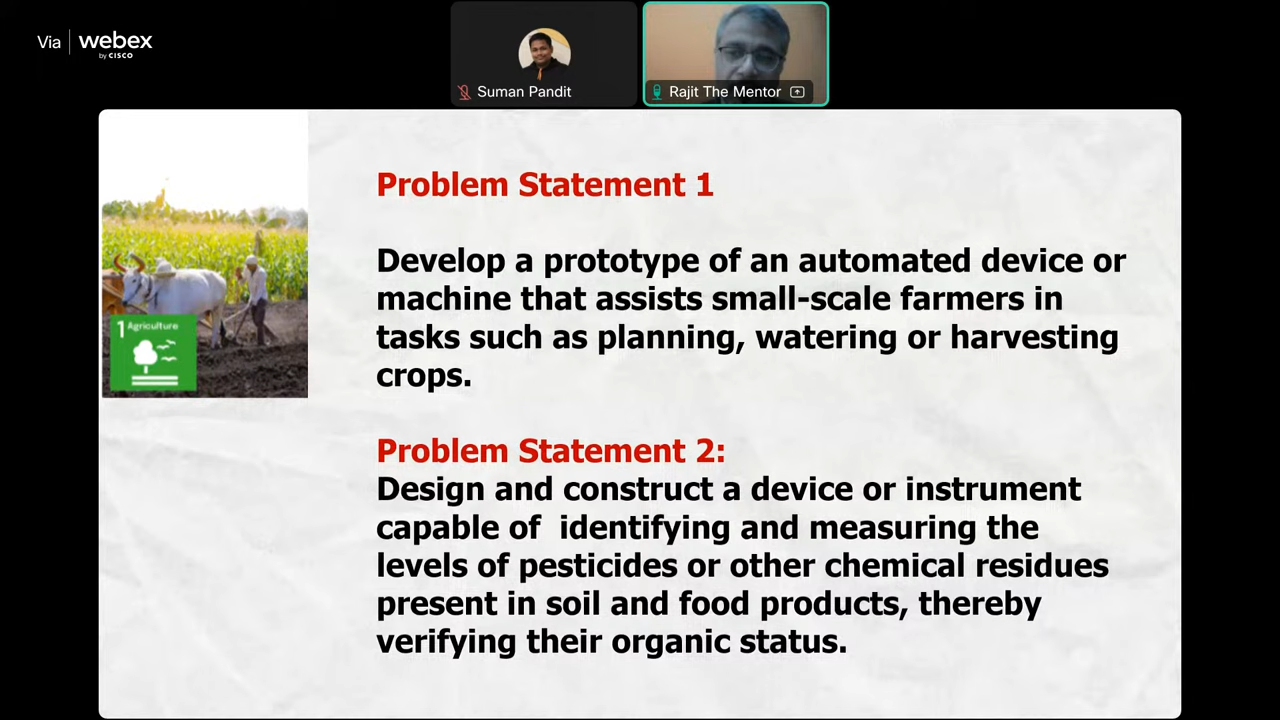 Via webex
by CISCO
Suman Pandit
Rajit The Mentor
Problem Statement 1
Develop a prototype of an automated device or
machine that assists small-scale farmers in
tasks such as planning, watering or harvesting
crops.
1 Agriculture
Problem Statement 2:
Design and construct a device or instrument
capable of  identifying and measuring the
levels of pesticides or other chemical residues
present in soil and food products, thereby
verifying their organic status.